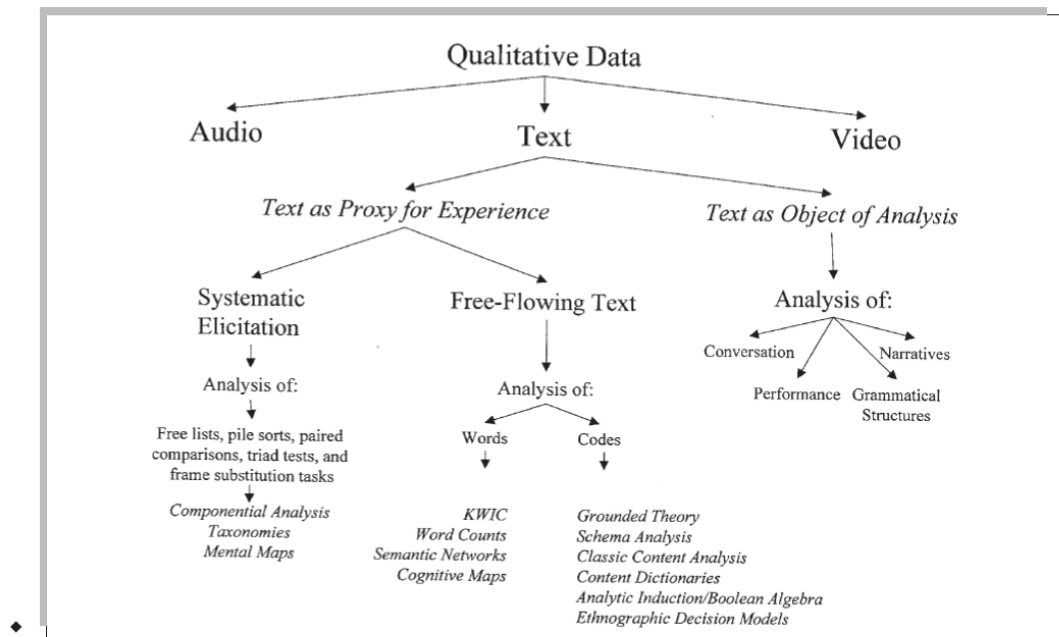 Qualitative Data
Audio
Text
Video
Text as Proxy for Experience
Text as Object of Analysis
Systematic
Elicitation
Free-Flowing Text
Analysis of:
Conversation
Narratives
Performance
Grammatical
Structures
Analysis of:
Analysis of:
Free lists, pile sorts, paired
comparisons, triad tests, and
frame substitution tasks
Words
Codes
Componential Analysis
Taxonomies
Mental Maps
KWIC
Word Counts
Semantic Networks
Cognitive Maps
Grounded Theory
Schema Analysis
Classic Content Analysis
Content Dictionaries
Analytic Induction/Boolean Algebra
Ethnographic Decision Models